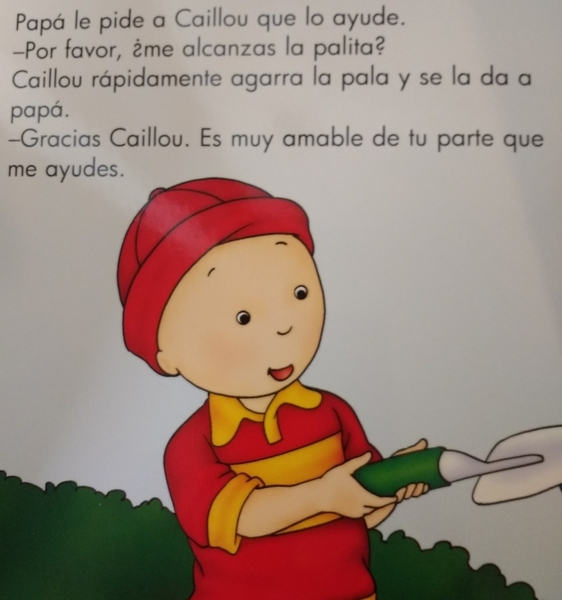 Papá le pide a Caillou que lo ayude.
–Por favor, ¿me alcanzas la palita?
Caillou rápidamente agarra la pala y se la da a
papá.
–Gracias Caillou. Es muy amable de tu parte que
me ayudes.